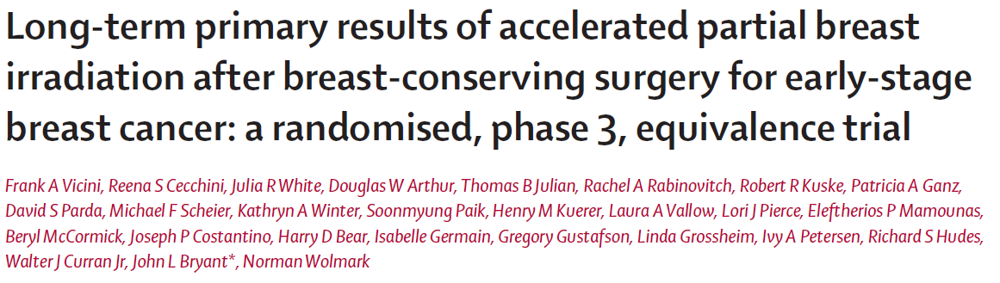 Long-term primary results of accelerated partial breast
irradiation after breast-conserving surgery for early-stage
breast cancer: a randomised, phase 3, equivalence trial
Frank A Vicini, Reena S Cecchini, Julia R White, Douglas W Arthur, Thomas B Julian, Rachel A Rabinovitch, Robert R Kuske, Patricia A Ganz,
David S Parda, Michael F Scheier, Kathryn A Winter, Soonmyung Paik, Henry M Kuerer, Laura A Vallow, Lori J Pierce, Eleftherios P Mamounas,
Beryl McCormick, Joseph P Costantino, Harry D Bear, Isabelle Germain, Gregory Gustafson, Linda Grossheim, Ivy A Petersen, Richard S Hudes,
Walter J Curran Jr, John L Bryant*, Norman Wolmark